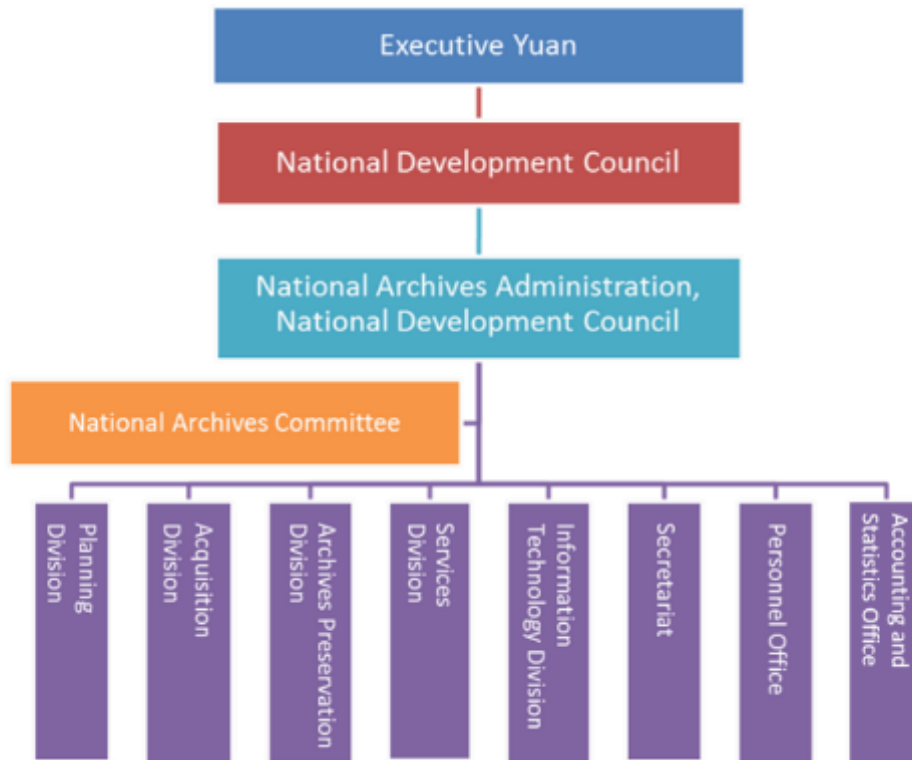 Executive Yuan
National Development Council
National Archives Administration,
National Development Council
National Archives Committee
Planning
Division
Acquisition
Division
Archives Preservation
Division
Services
Division
Information
Technology Division
Secretariat
Personnel Office
Accounting and
Statistics Office